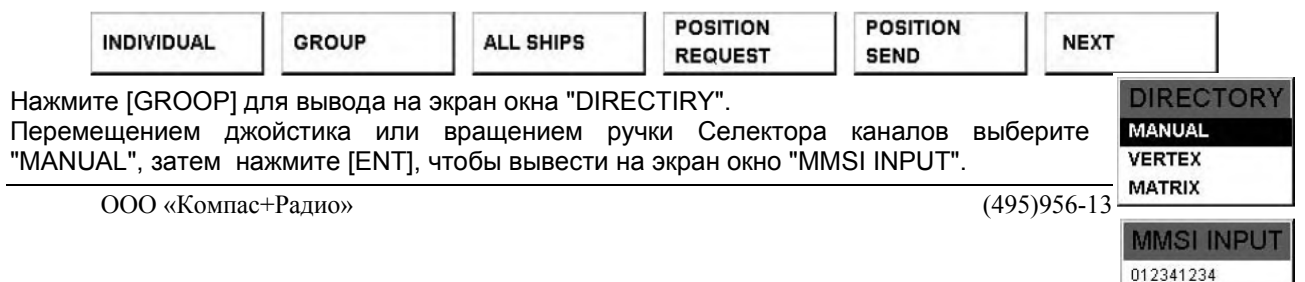 INDIVIDUAL
GROUP
ALL SHIPS
POSITION
REQUEST
POSITION
SEND
NEXT
Нажмите [GROOP] для вывода на экран окна "DIRECTIRY".
Перемещением джойстика или вращением ручки Селектора каналов выберите
"MANUAL", затем нажмите [ENT], чтобы вывести на экран окно "MMSI INPUT".
DIRECTORY
MANUAL
VERTEX
MATRIX
ООО «Компас+Радио» (495)956-13
MMSI INPUT
012341234